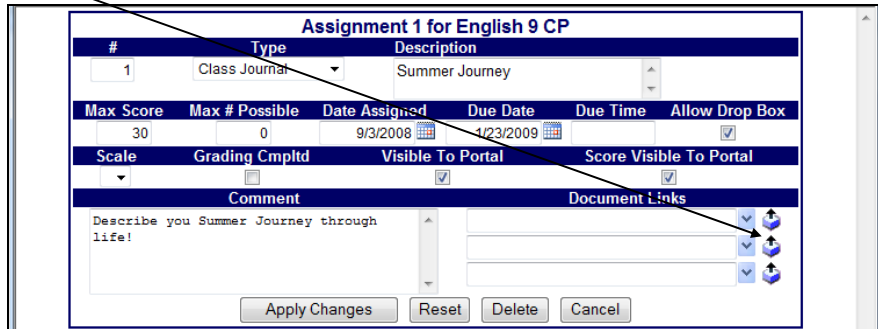 Assignment 1 for English 9 CP
# Type Description
1 Class Journal Summer Journey
Max Score Max # Possible Date Assigned Due Date Due Time Allow Drop Box
30 0 9/3/2008 1/23/2009
Scale Grading Cmpltd Visible To Portal Score Visible To Portal
Comment Document Links
Describe you Summer Journey through
life!
Apply Changes Reset Delete Cancel